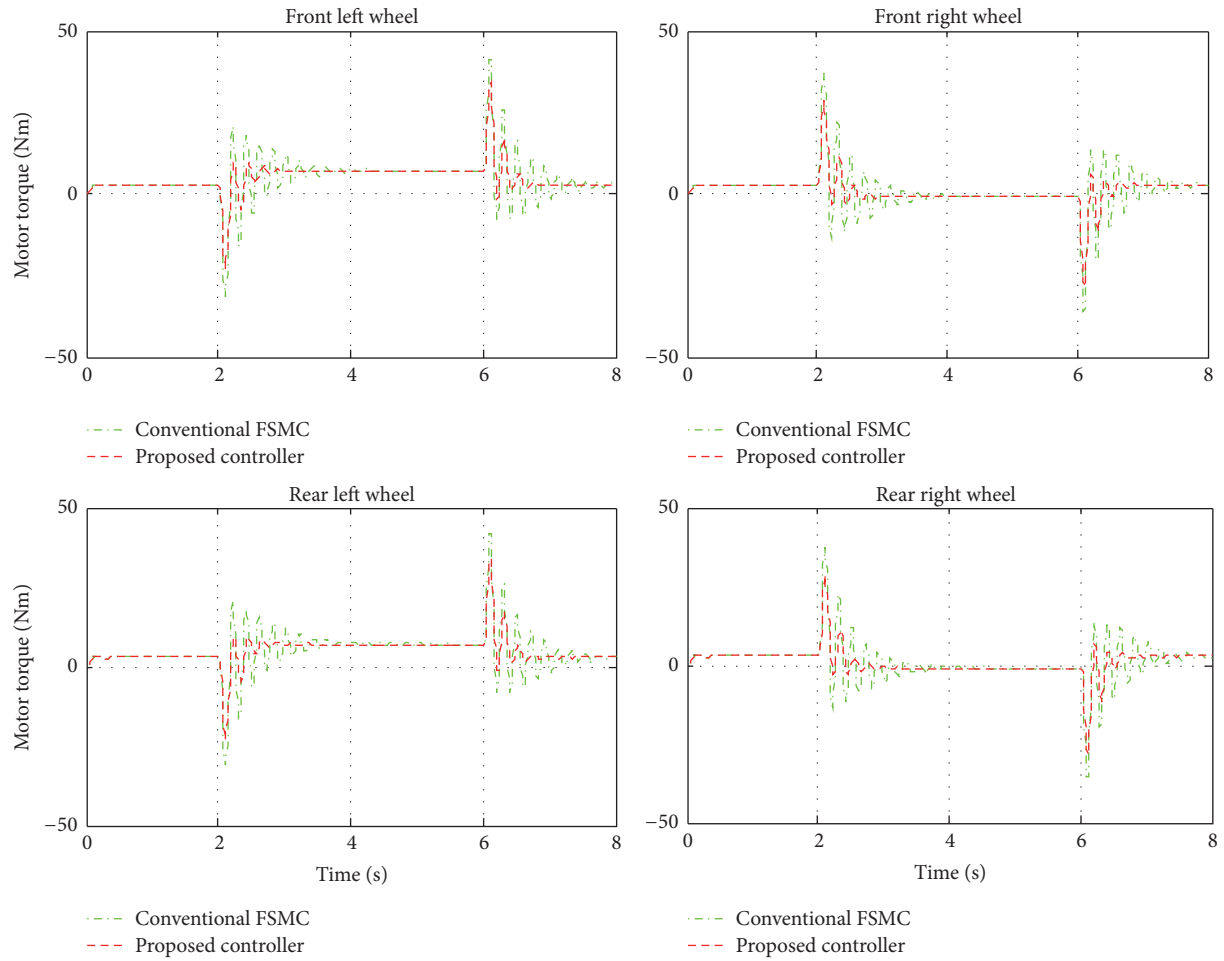 Front left wheel
50
0
−50
Motor torque (Nm)
0 2 4 6 8
Conventional FSMC
Proposed controller
Front right wheel
50
0
−50
0 2 4 6 8
Conventional FSMC
Proposed controller
Rear left wheel
50
0
−50
Motor torque (Nm)
0 2 4 6 8
Time (s)
Conventional FSMC
Proposed controller
Rear right wheel
50
0
−50
0 2 4 6 8
Time (s)
Conventional FSMC
Proposed controller